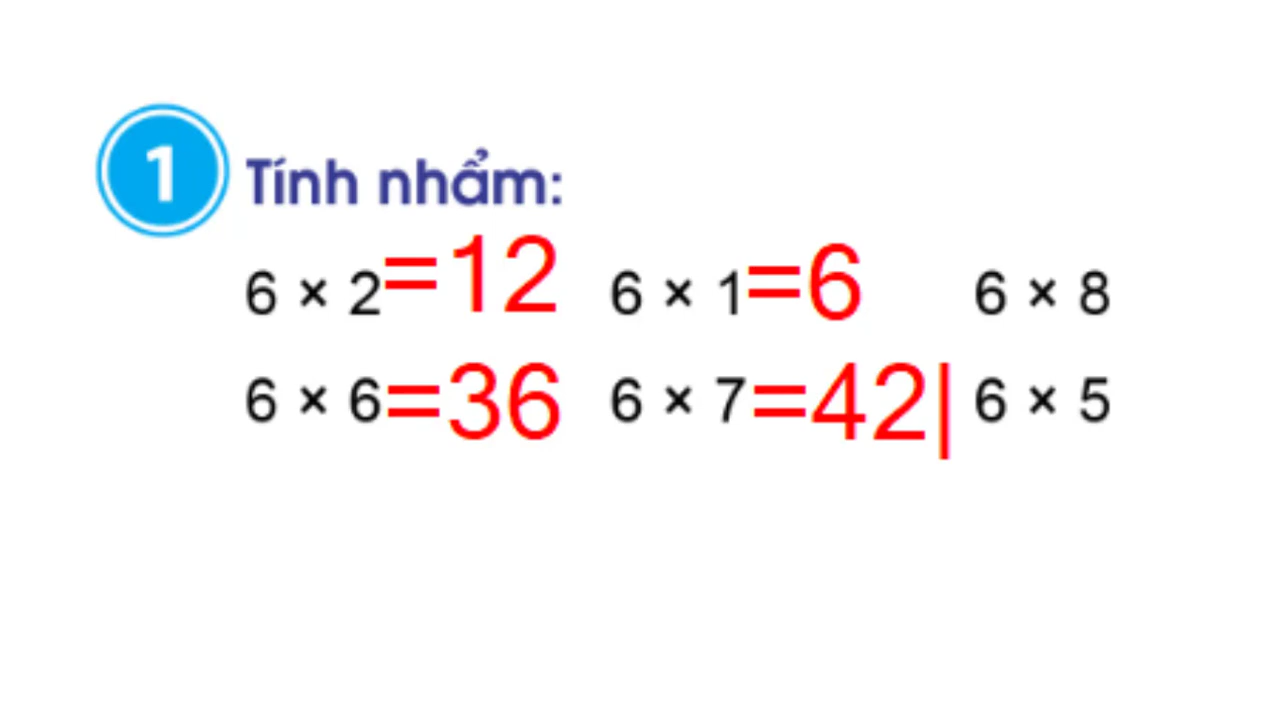 1 Tính nhẩm:
6 × 2=12 6 × 1=6 6 × 8
6 × 6=36 6 × 7=42| 6 × 5